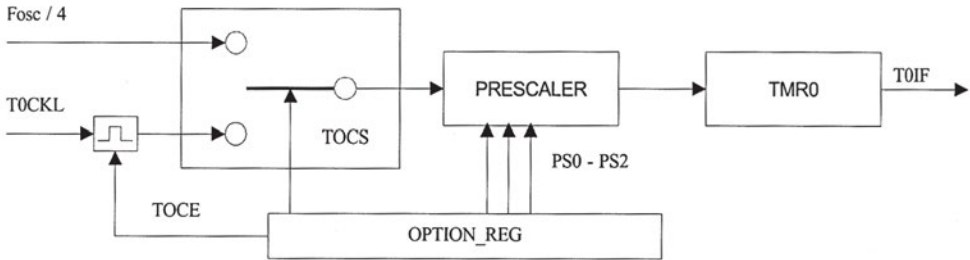 Fosc / 4
T0CKL
TOCS
PRESCALER
TMR0
T0IF
PS0 - PS2
TOCE
OPTION_REG